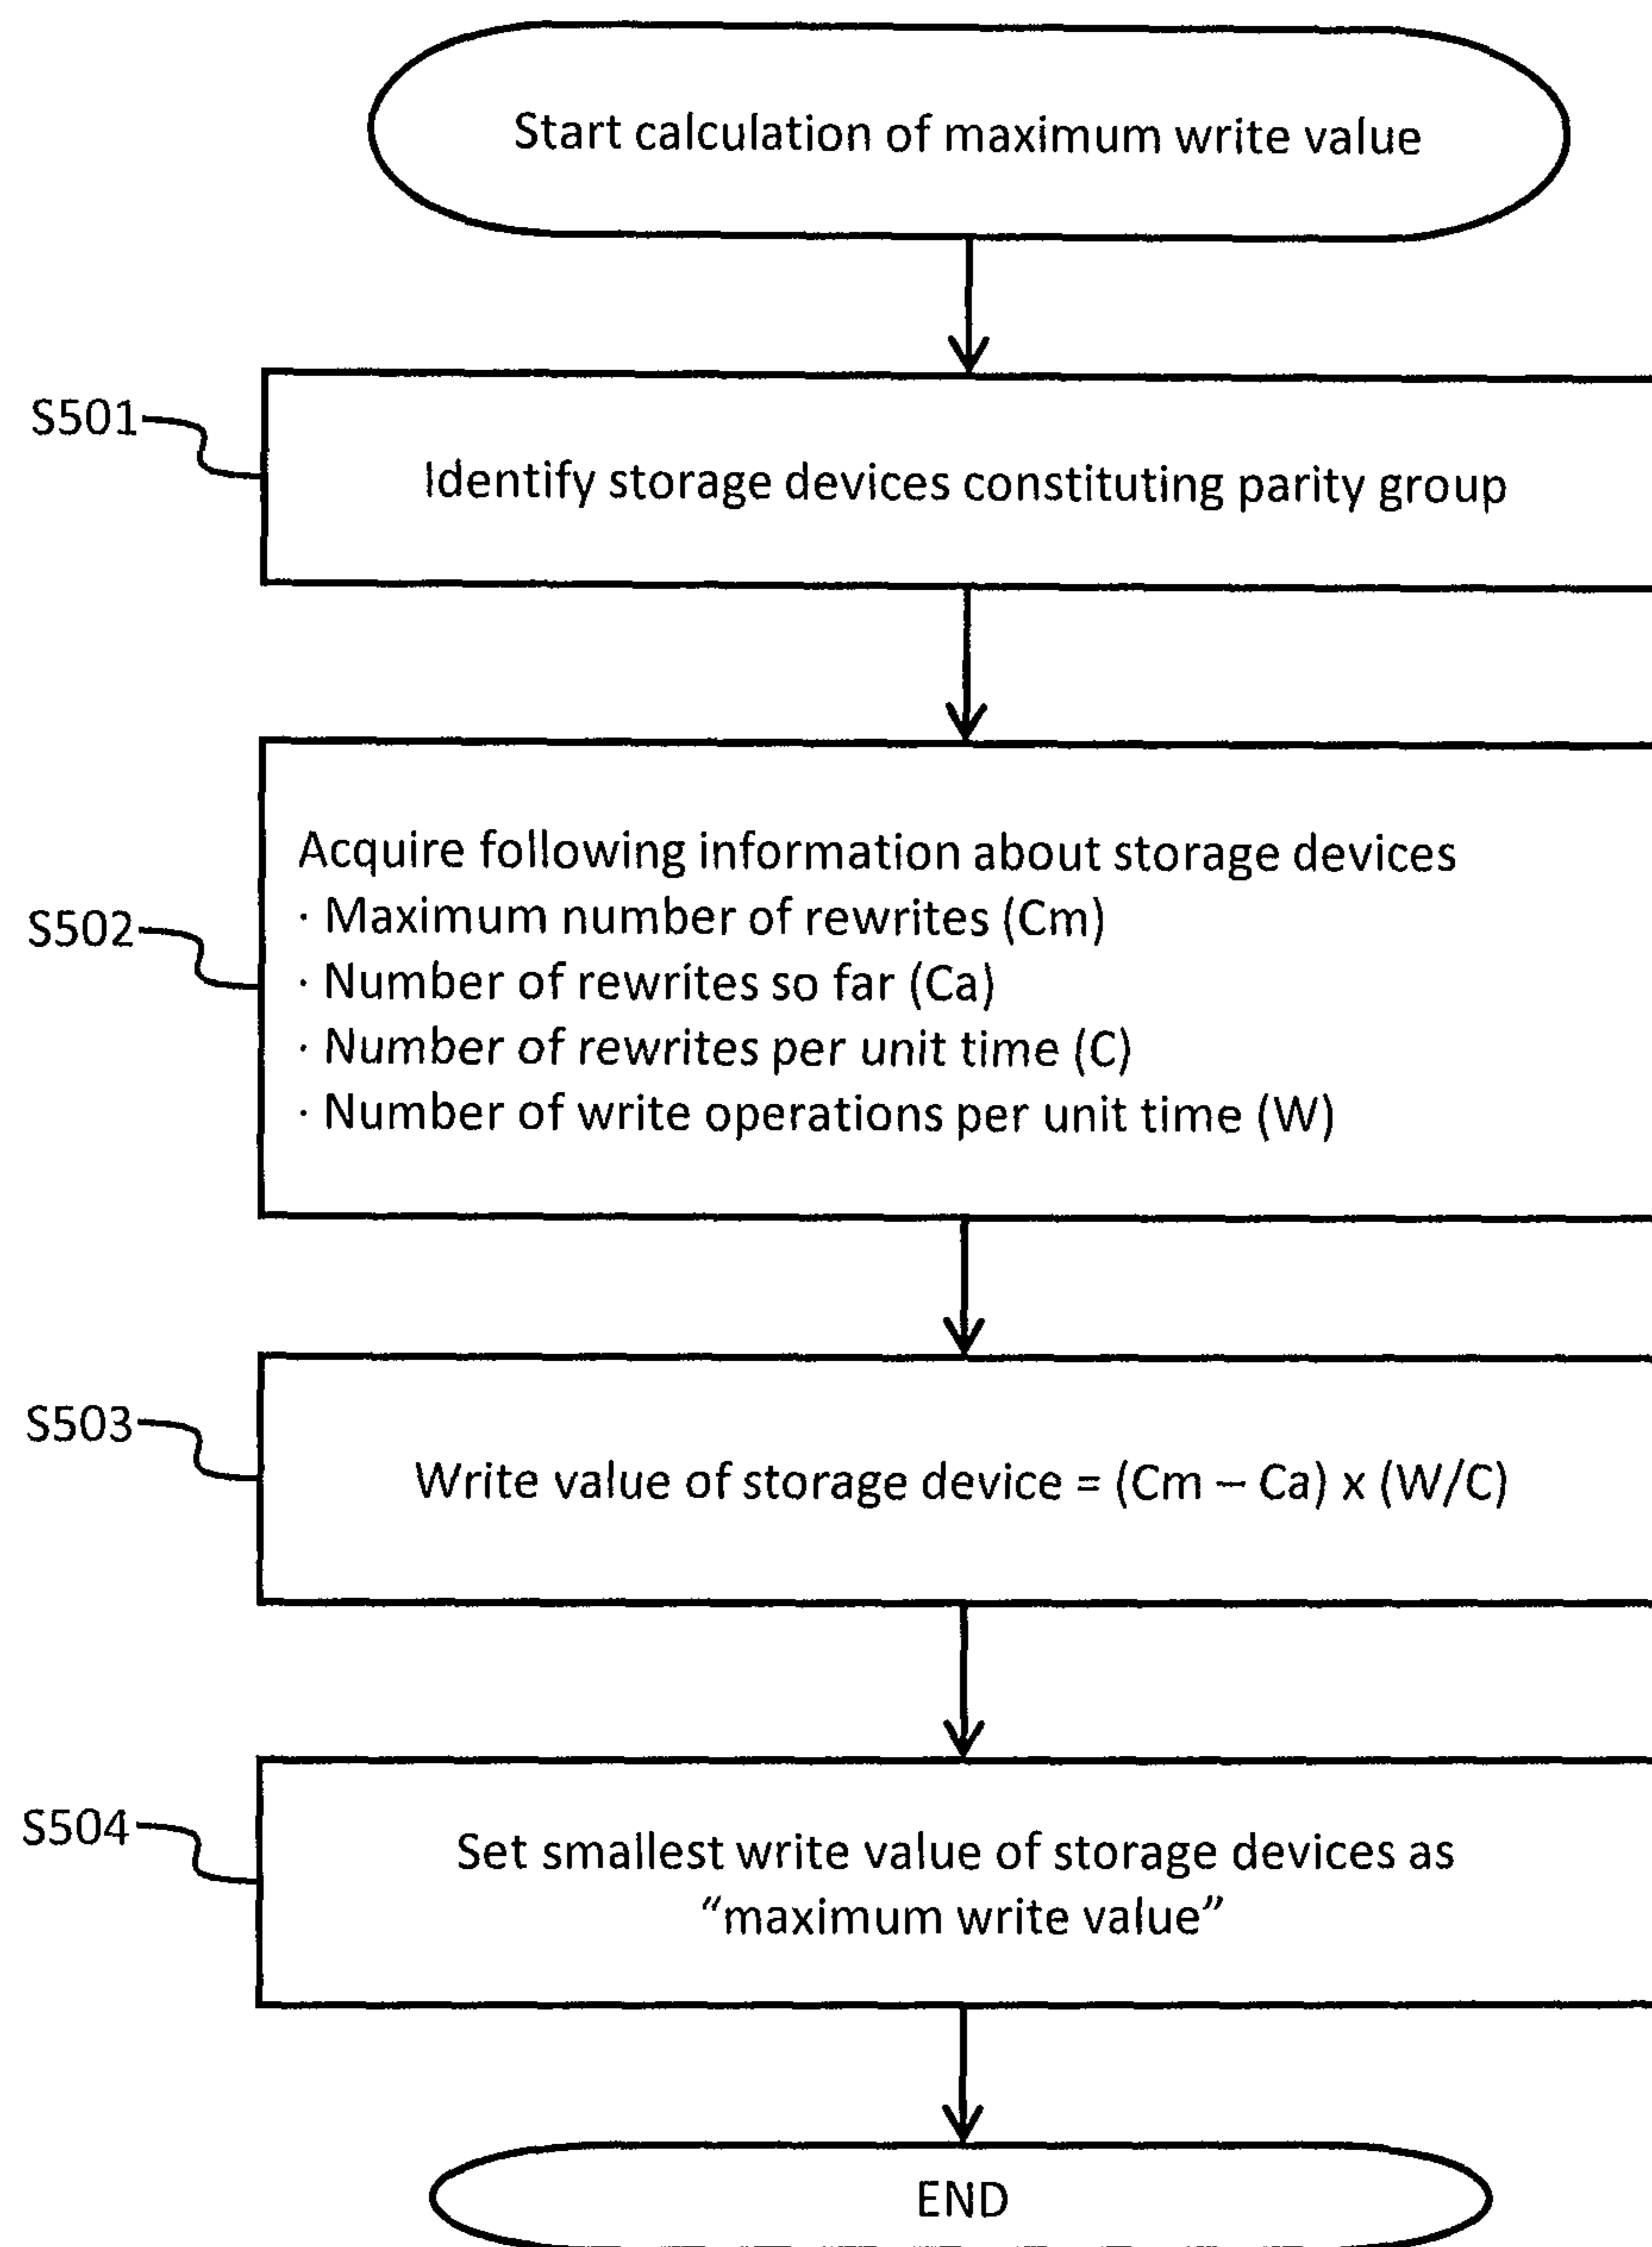 Start calculation of maximum write value
S501
Identify storage devices constituting parity group
S502
Acquire following information about storage devices
· Maximum number of rewrites (Cm)
· Number of rewrites so far (Ca)
· Number of rewrites per unit time (C)
· Number of write operations per unit time (W)
S503
Write value of storage device = (Cm – Ca) x (W/C)
S504
Set smallest write value of storage devices as
“maximum write value”
END